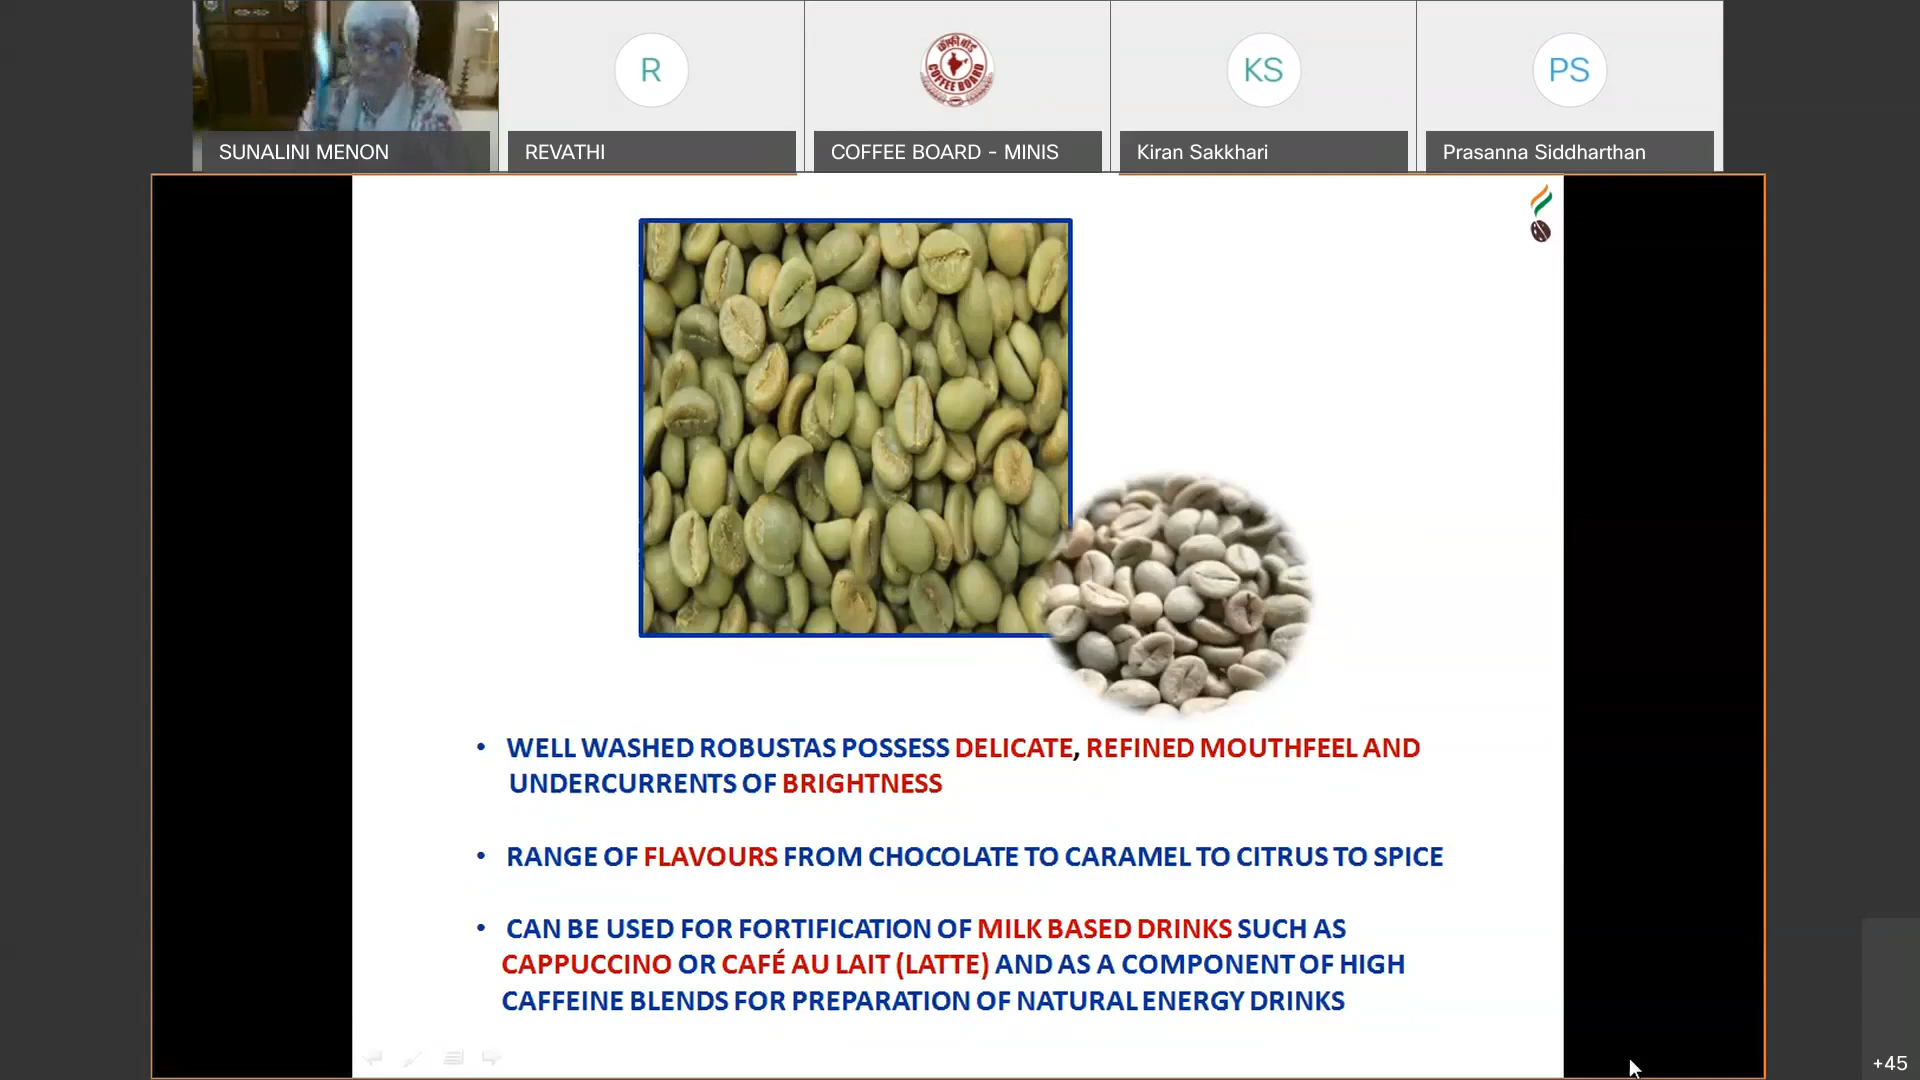 R
कॉफी बोर्ड
COFFEE BOARD
KS
PS
SUNALINI MENON
REVATHI
COFFEE BOARD - MINIS
Kiran Sakkhari
Prasanna Siddharthan
• WELL WASHED ROBUSTAS POSSESS DELICATE, REFINED MOUTHFEEL AND
UNDERCURRENTS OF BRIGHTNESS
• RANGE OF FLAVOURS FROM CHOCOLATE TO CARAMEL TO CITRUS TO SPICE
• CAN BE USED FOR FORTIFICATION OF MILK BASED DRINKS SUCH AS
CAPPUCCINO OR CAFÉ AU LAIT (LATTE) AND AS A COMPONENT OF HIGH
CAFFEINE BLENDS FOR PREPARATION OF NATURAL ENERGY DRINKS
+45